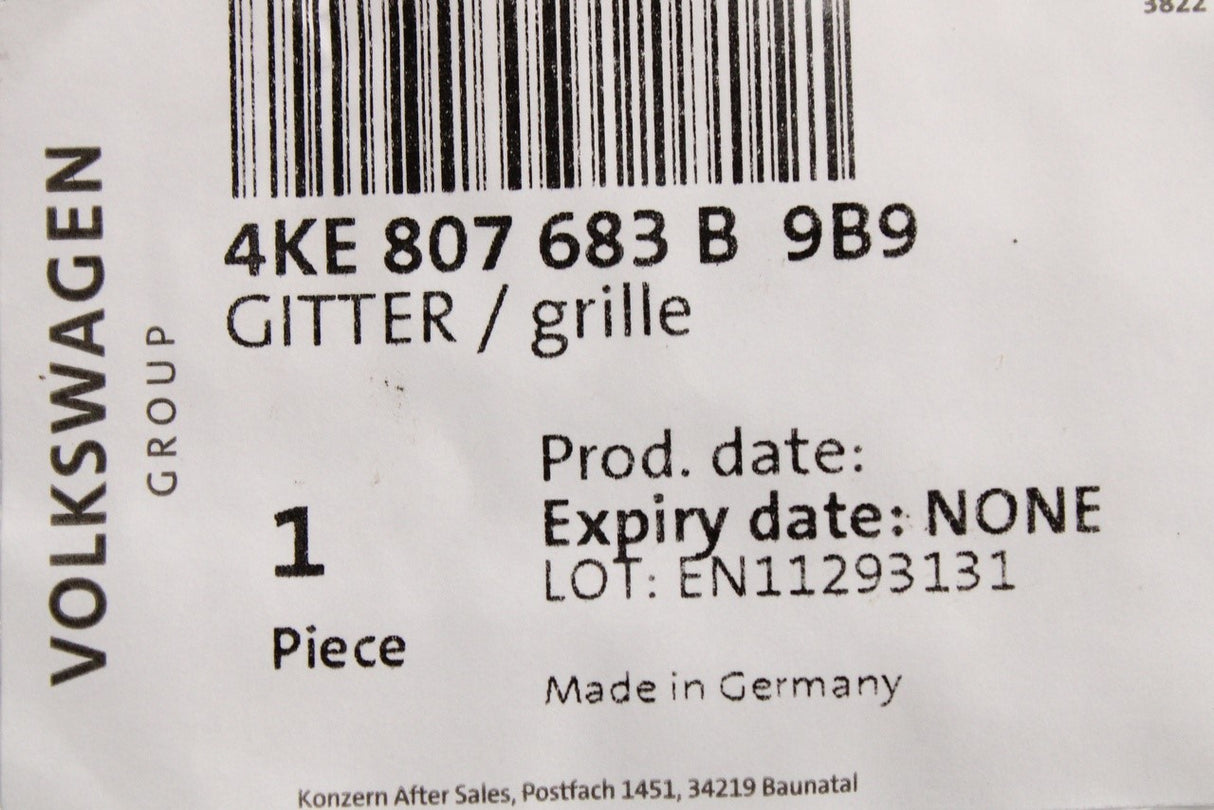 3822
4KE 807 683 B 9B9
GITTER / grille
VOLKSWAGEN
GROUP
Prod. date:
Expiry date: NONE
LOT: EN11293131
1
Piece
Made in Germany
Konzern After Sales, Postfach 1451, 34219 Baunatal